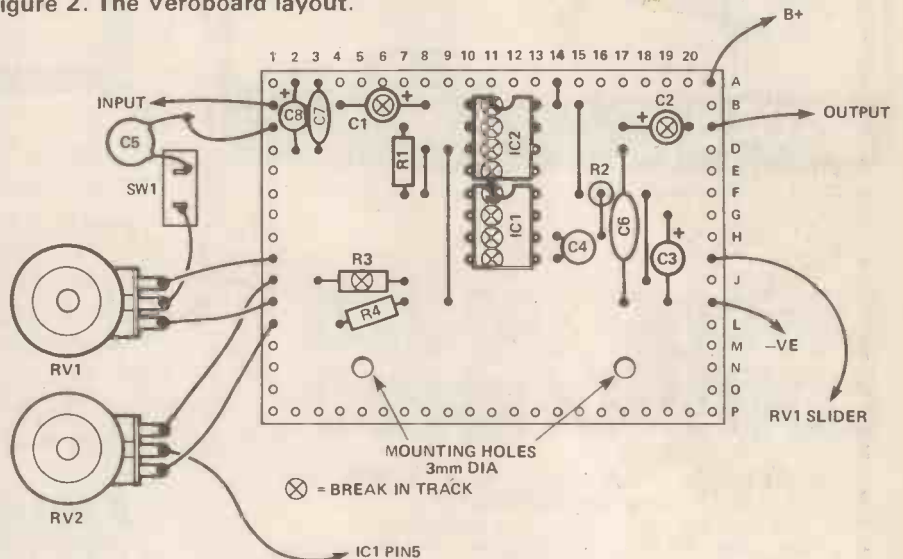 igure 2. The Veroboard layout.
B+
1 2 3 4 5 6 7 8 9 10 11 12 13 14 15 16 17 18 19 20
A
B
D
E
F
G
H
J
L
M
N
O
P
INPUT
OUTPUT
C8
C7
C1
C2
C5
SW1
R1
IC2
IC1
R2
C6
C4
C3
R3
R4
RV1
RV2
–VE
RV1 SLIDER
MOUNTING HOLES
3mm DIA
= BREAK IN TRACK
IC1 PIN5